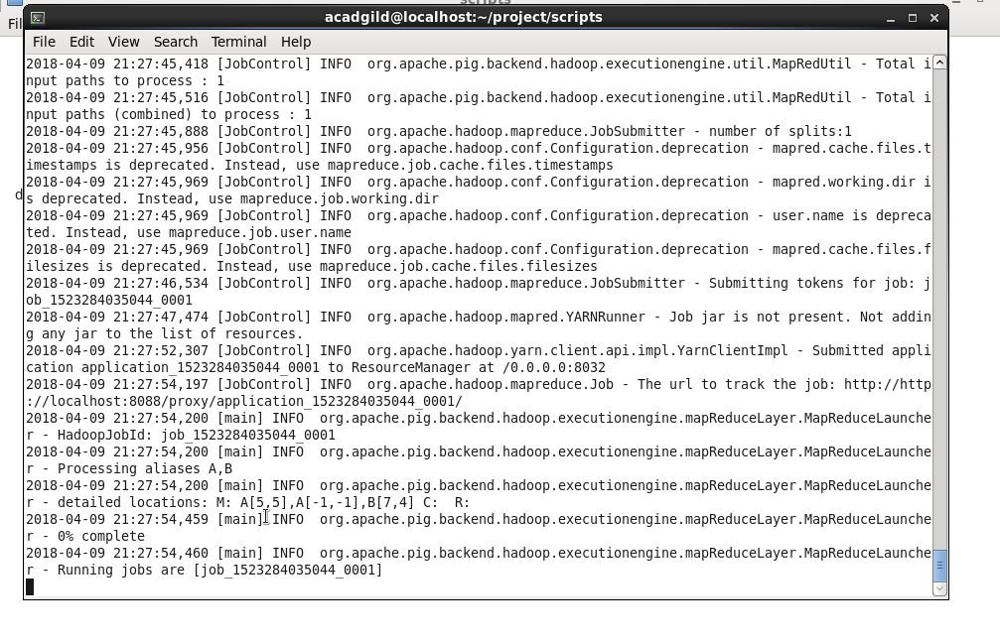 scripts
Fil
acadgild@localhost:~/project/scripts
File Edit View Search Terminal Help
2018-04-09 21:27:45,418 [JobControl] INFO  org.apache.pig.backend.hadoop.executionengine.util.MapRedUtil - Total i
nput paths to process : 1
2018-04-09 21:27:45,516 [JobControl] INFO  org.apache.pig.backend.hadoop.executionengine.util.MapRedUtil - Total i
nput paths (combined) to process : 1
2018-04-09 21:27:45,888 [JobControl] INFO  org.apache.hadoop.mapreduce.JobSubmitter - number of splits:1
2018-04-09 21:27:45,956 [JobControl] INFO  org.apache.hadoop.conf.Configuration.deprecation - mapred.cache.files.t
imestamps is deprecated. Instead, use mapreduce.job.cache.files.timestamps
2018-04-09 21:27:45,969 [JobControl] INFO  org.apache.hadoop.conf.Configuration.deprecation - mapred.working.dir i
s deprecated. Instead, use mapreduce.job.working.dir
2018-04-09 21:27:45,969 [JobControl] INFO  org.apache.hadoop.conf.Configuration.deprecation - user.name is depreca
ted. Instead, use mapreduce.job.user.name
2018-04-09 21:27:45,969 [JobControl] INFO  org.apache.hadoop.conf.Configuration.deprecation - mapred.cache.files.f
ilesizes is deprecated. Instead, use mapreduce.job.cache.files.filesizes
2018-04-09 21:27:46,534 [JobControl] INFO  org.apache.hadoop.mapreduce.JobSubmitter - Submitting tokens for job: j
ob_1523284035044_0001
2018-04-09 21:27:47,474 [JobControl] INFO  org.apache.hadoop.mapred.YARNRunner - Job jar is not present. Not addin
g any jar to the list of resources.
2018-04-09 21:27:52,307 [JobControl] INFO  org.apache.hadoop.yarn.client.api.impl.YarnClientImpl - Submitted appli
cation application_1523284035044_0001 to ResourceManager at /0.0.0.0:8032
2018-04-09 21:27:54,197 [JobControl] INFO  org.apache.hadoop.mapreduce.Job - The url to track the job: http://http
://localhost:8088/proxy/application_1523284035044_0001/
2018-04-09 21:27:54,200 [main] INFO  org.apache.pig.backend.hadoop.executionengine.mapReduceLayer.MapReduceLaunche
r - HadoopJobId: job_1523284035044_0001
2018-04-09 21:27:54,200 [main] INFO  org.apache.pig.backend.hadoop.executionengine.mapReduceLayer.MapReduceLaunche
r - Processing aliases A,B
2018-04-09 21:27:54,200 [main] INFO  org.apache.pig.backend.hadoop.executionengine.mapReduceLayer.MapReduceLaunche
r - detailed locations: M: A[5,5],A[-1,-1],B[7,4] C:  R:
2018-04-09 21:27:54,459 [main] INFO  org.apache.pig.backend.hadoop.executionengine.mapReduceLayer.MapReduceLaunche
r - 0% complete
2018-04-09 21:27:54,460 [main] INFO  org.apache.pig.backend.hadoop.executionengine.mapReduceLayer.MapReduceLaunche
r - Running jobs are [job_1523284035044_0001]
d